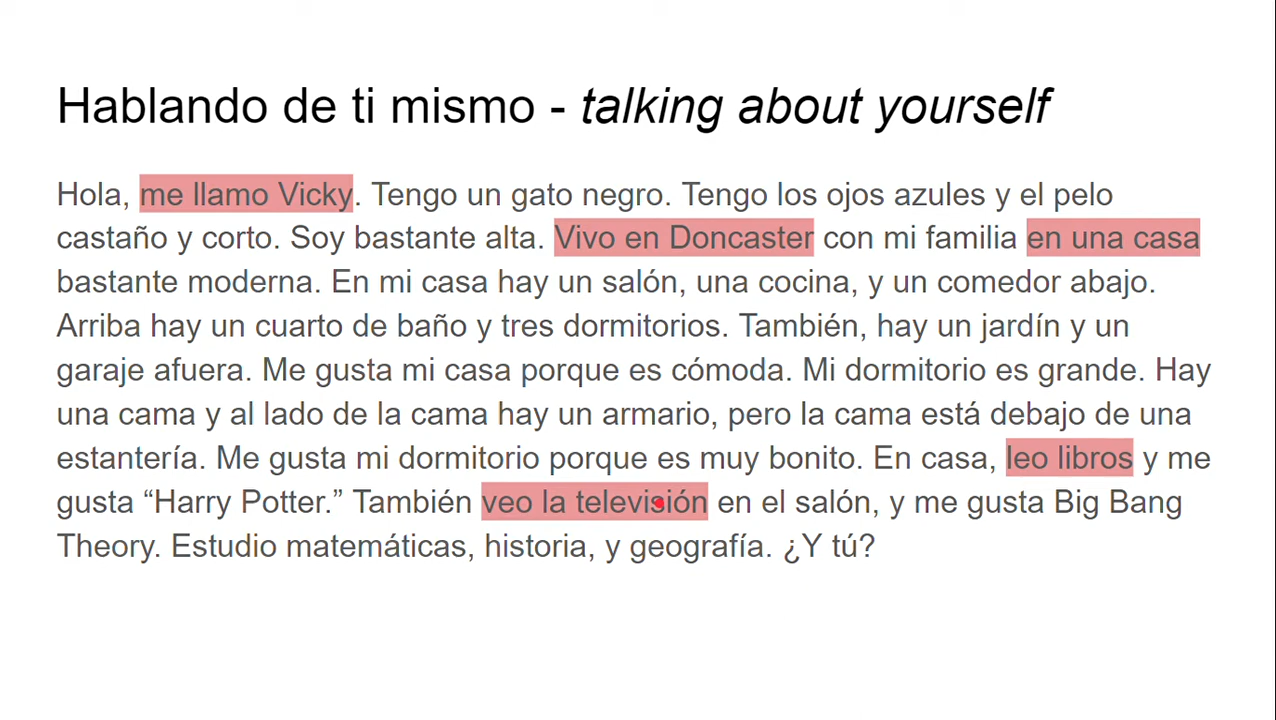 Hablando de ti mismo - talking about yourself
Hola, me llamo Vicky. Tengo un gato negro. Tengo los ojos azules y el pelo
castaño y corto. Soy bastante alta. Vivo en Doncaster con mi familia en una casa
bastante moderna. En mi casa hay un salón, una cocina, y un comedor abajo.
Arriba hay un cuarto de baño y tres dormitorios. También, hay un jardín y un
garaje afuera. Me gusta mi casa porque es cómoda. Mi dormitorio es grande. Hay
una cama y al lado de la cama hay un armario, pero la cama está debajo de una
estantería. Me gusta mi dormitorio porque es muy bonito. En casa, leo libros y me
gusta “Harry Potter.” También veo la televisión en el salón, y me gusta Big Bang
Theory. Estudio matemáticas, historia, y geografía. ¿Y tú?